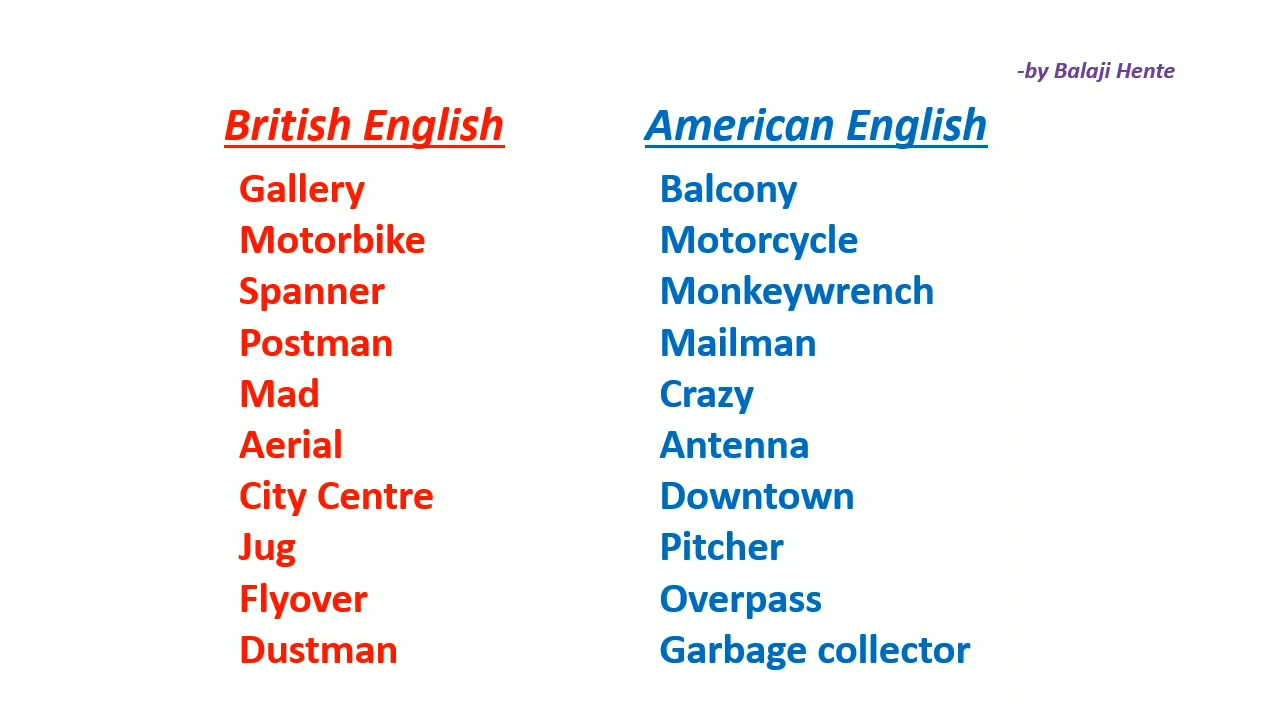 -by Balaji Hente
British English American English
Gallery Balcony
Motorbike Motorcycle
Spanner Monkeywrench
Postman Mailman
Mad Crazy
Aerial Antenna
City Centre Downtown
Jug Pitcher
Flyover Overpass
Dustman Garbage collector